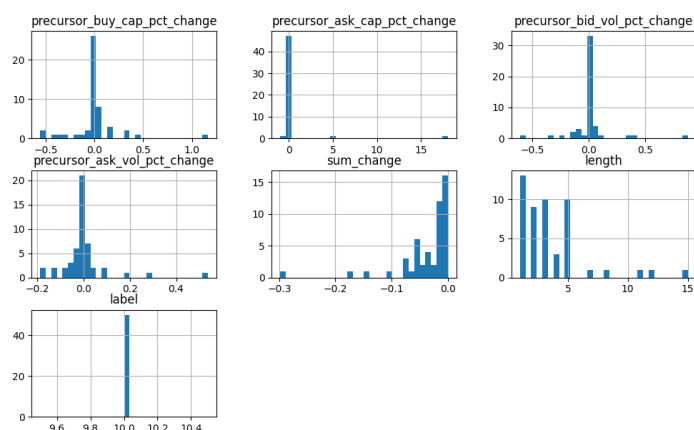 precursor_buy_cap_pct_change precursor_ask_cap_pct_change precursor_bid_vol_pct_change
20
10
0
−0.5 0.0 0.5 1.0
40
30
20
10
0
0 5 10 15
30
20
10
0
−0.5 0.0 0.5
precursor_ask_vol_pct_change sum_change length
20
15
10
5
0
−0.2 0.0 0.2 0.4
15
10
5
0
−0.3 −0.2 −0.1 0.0
10
5
0
5 10 15
label
40
20
0
9.6 9.8 10.0 10.2 10.4